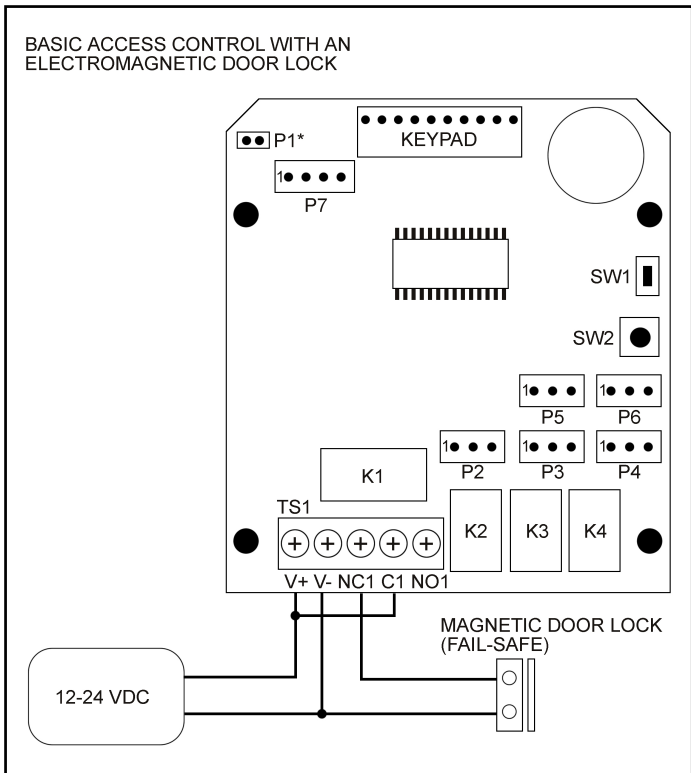 BASIC ACCESS CONTROL WITH AN
ELECTROMAGNETIC DOOR LOCK
P1*
KEYPAD
1
P7
SW1
SW2
1
1
P5
P6
1
1
1
P2
P3
P4
K1
K2
K3
K4
TS1
V+ V- NC1 C1 NO1
MAGNETIC DOOR LOCK
(FAIL-SAFE)
12-24 VDC